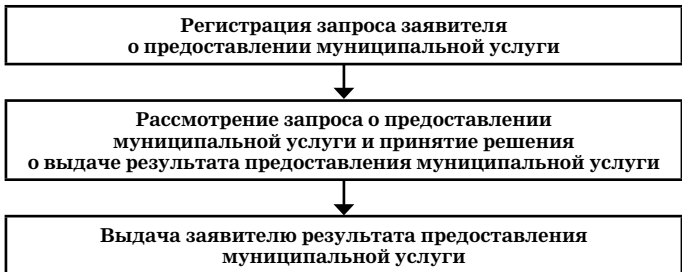 Регистрация запроса заявителя
о предоставлении муниципальной услуги
Рассмотрение запроса о предоставлении
муниципальной услуги и принятие решения
о выдаче результата предоставления муниципальной услуги
Выдача заявителю результата предоставления
муниципальной услуги